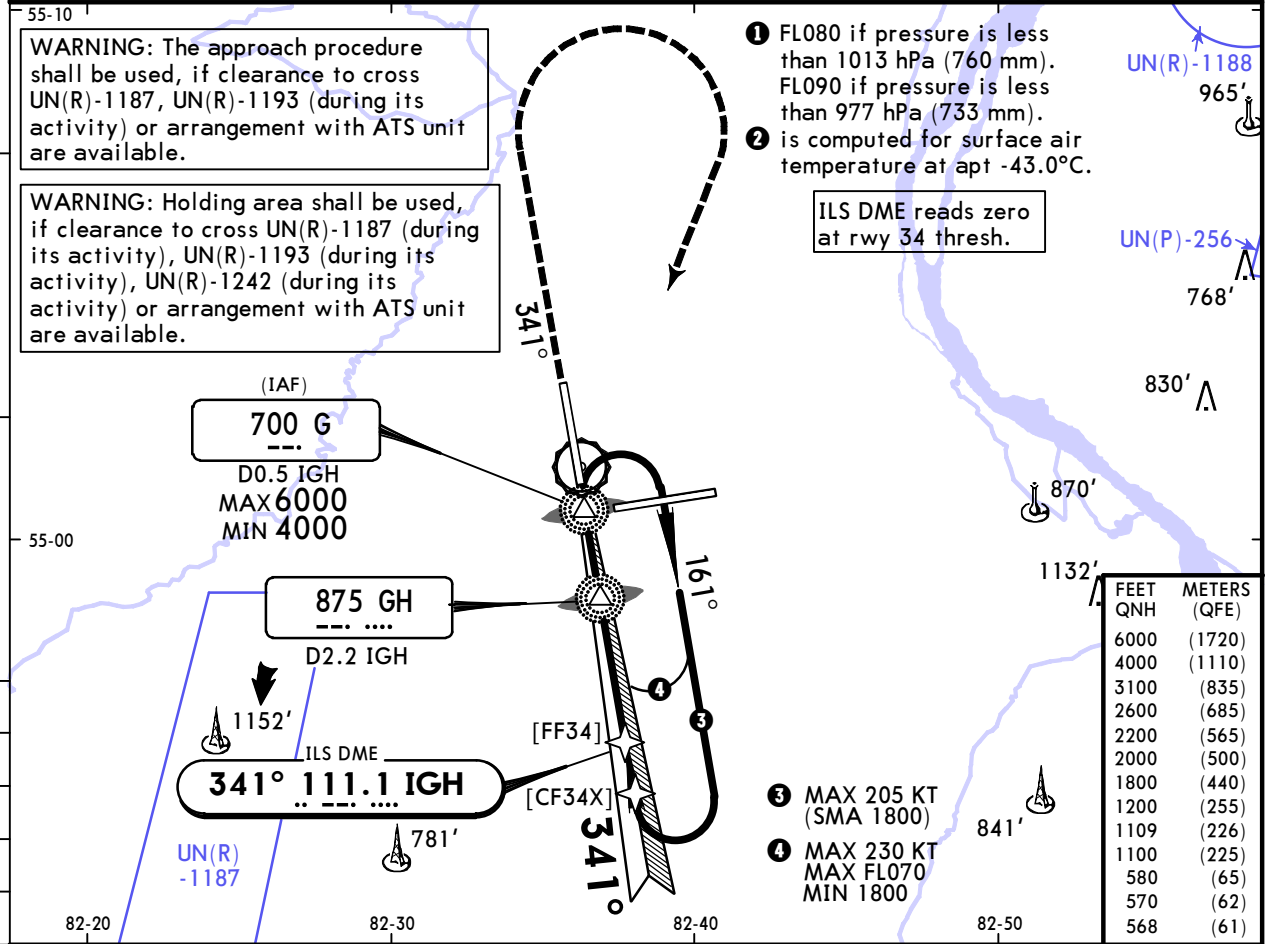 55-10
WARNING: The approach procedure
shall be used, if clearance to cross
UN(R)-1187, UN(R)-1193 (during its
activity) or arrangement with ATS unit
are available.
WARNING: Holding area shall be used,
if clearance to cross UN(R)-1187 (during
its activity), UN(R)-1193 (during its
activity), UN(R)-1242 (during its
activity) or arrangement with ATS unit
are available.
1 FL080 if pressure is less
than 1013 hPa (760 mm).
FL090 if pressure is less
than 977 hPa (733 mm).
2 is computed for surface air
temperature at apt -43.0°C.
ILS DME reads zero
at rwy 34 thresh.
UN(R)-1188
965'
UN(P)-256
768'
830'
870'
1132'
341°
(IAF)
700 G
D0.5 IGH
MAX 6000
MIN 4000
55-00
161°
875 GH
D2.2 IGH
4
3
1152'
[FF34]
ILS DME
341° 111.1 IGH
[CF34X]
341°
781'
UN(R)
-1187
3 MAX 205 KT
(SMA 1800)
4 MAX 230 KT
MAX FL070
MIN 1800
841'
FEET METERS
QNH (QFE)
6000 (1720)
4000 (1110)
3100 (835)
2600 (685)
2200 (565)
2000 (500)
1800 (440)
1200 (255)
1109 (226)
1100 (225)
580 (65)
570 (62)
568 (61)
82-20 82-30 82-40 82-50